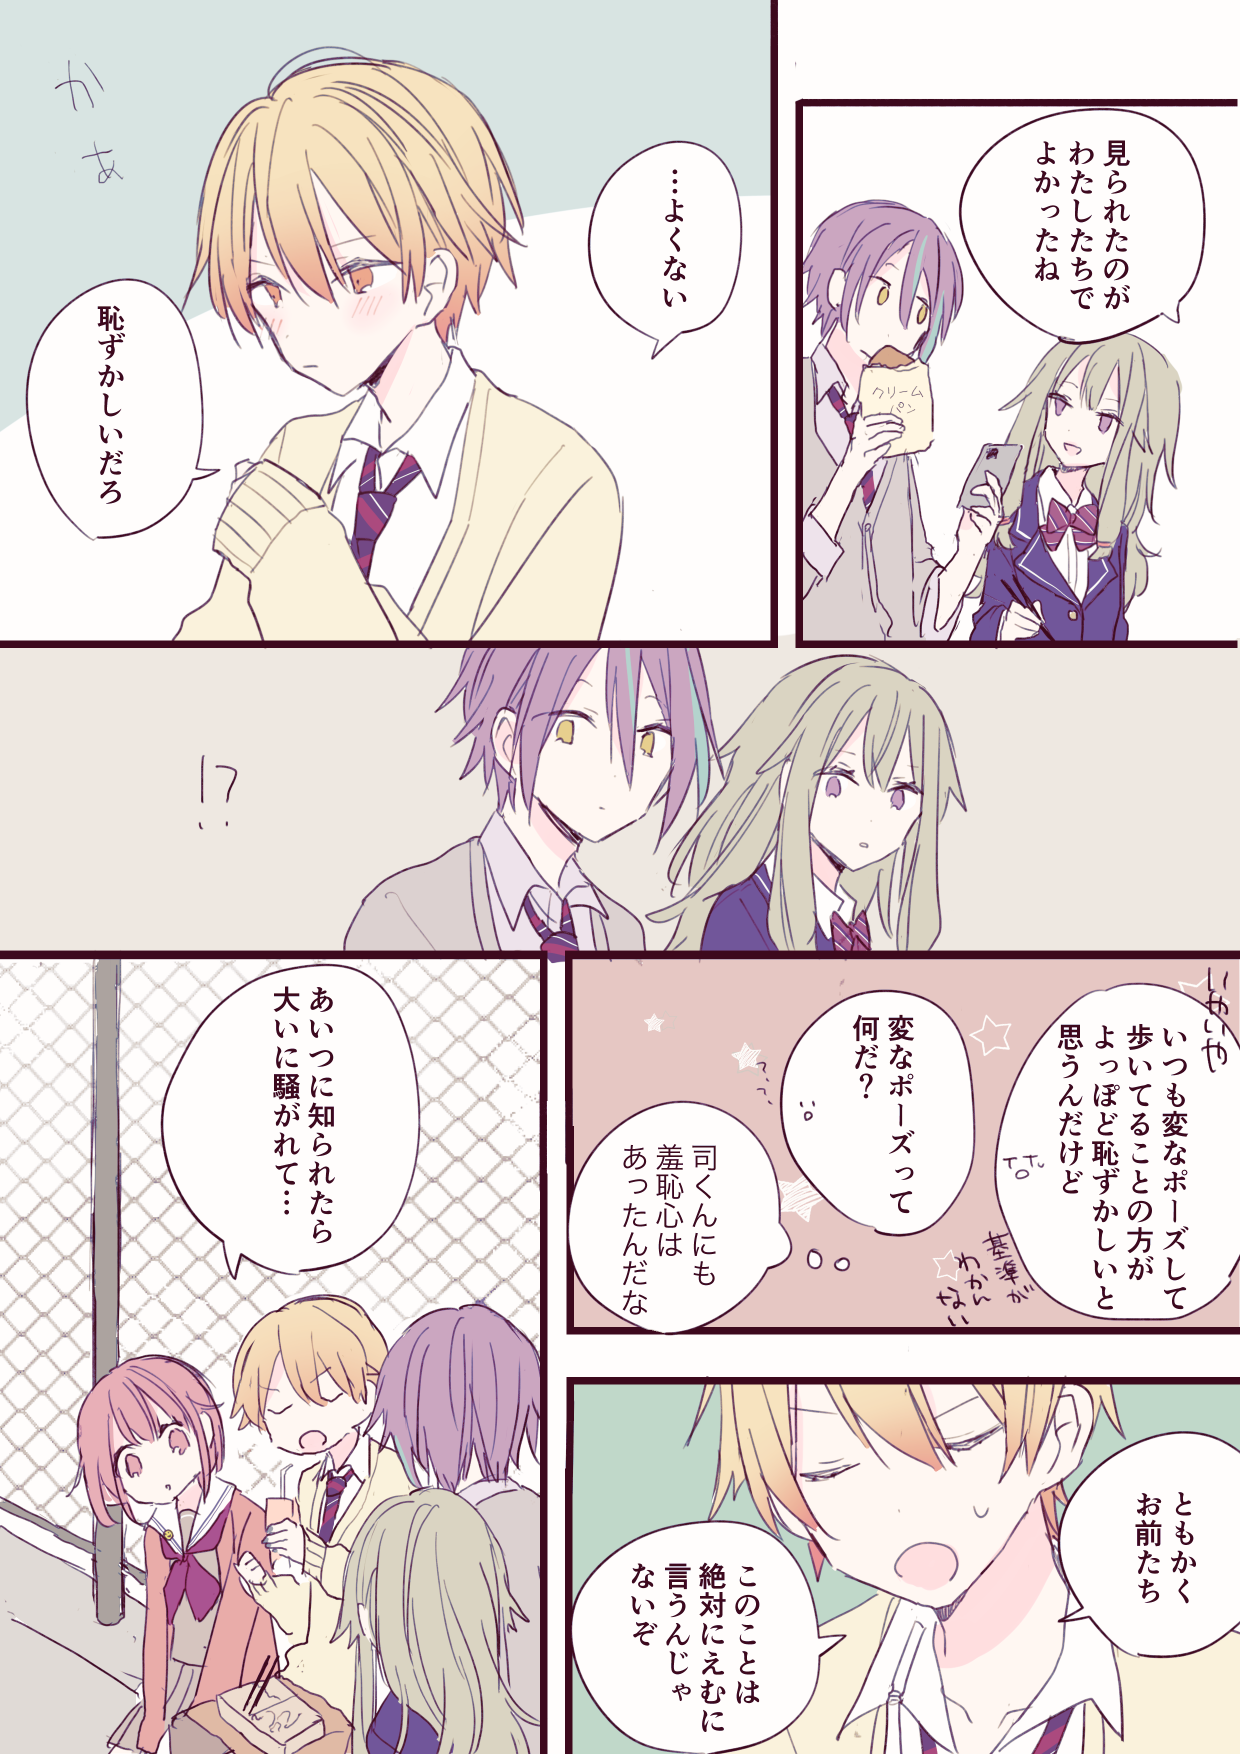 見られたのが
わたしたちで
よかったね
クリーム
パン
…よくない
恥ずかしいだろ
かぁ
!?
いやいや
いつも変なポーズして
歩いてることの方が
よっぽど恥ずかしいと
思うんだけど
基準が
わかん
ない
変なポーズって
何だ？
司くんにも
羞恥心は
あったんだな
ともかく
お前たち
このことは
絶対にえむに
言うんじゃ
ないぞ
あいつに知られたら
大いに騒がれて…